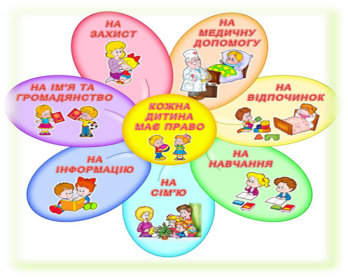 НА
ЗАХИСТ
НА
МЕДИЧНУ
ДОПОМОГУ
НА ІМ'Я ТА
ГРОМАДЯНСТВО
КОЖНА
ДИТИНА
МАЄ ПРАВО
НА
ВІДПОЧИНОК
НА
ІНФОРМАЦІЮ
НА
СІМ'Ю
НА
НАВЧАННЯ